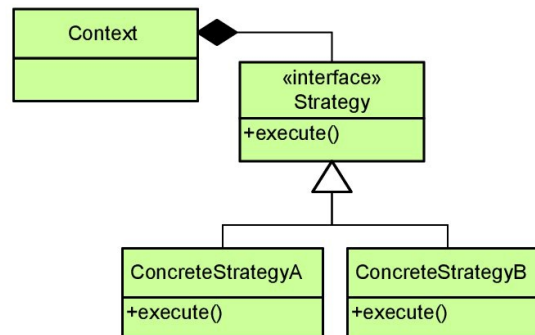 Context
«interface»
Strategy
+execute()
ConcreteStrategyA
+execute()
ConcreteStrategyB
+execute()